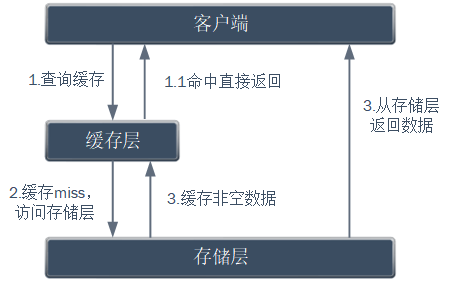 客户端
1.查询缓存
1.1命中直接返回
3.从存储层
返回数据
缓存层
2.缓存miss，
访问存储层
3.缓存非空数据
存储层